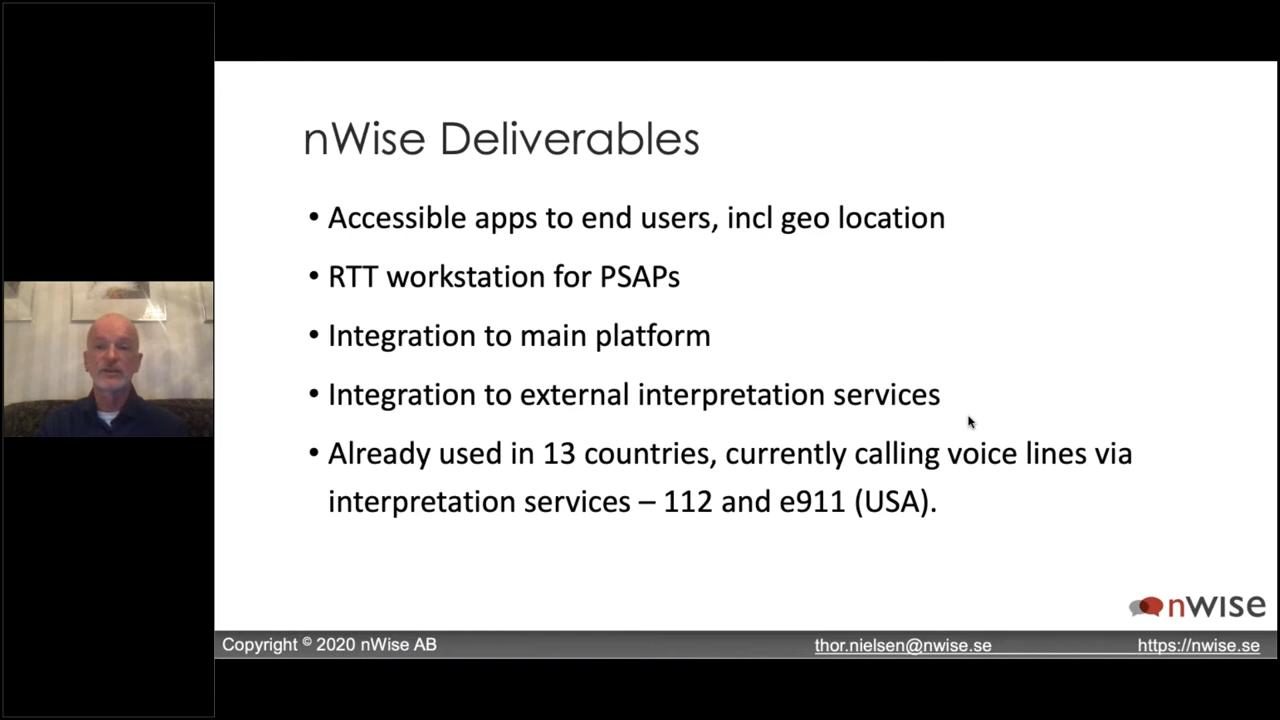 nWise Deliverables
• Accessible apps to end users, incl geo location
• RTT workstation for PSAPs
• Integration to main platform
• Integration to external interpretation services
• Already used in 13 countries, currently calling voice lines via
interpretation services – 112 and e911 (USA).
nwise
Copyright © 2020 nWise AB thor.nielsen@nwise.se https://nwise.se